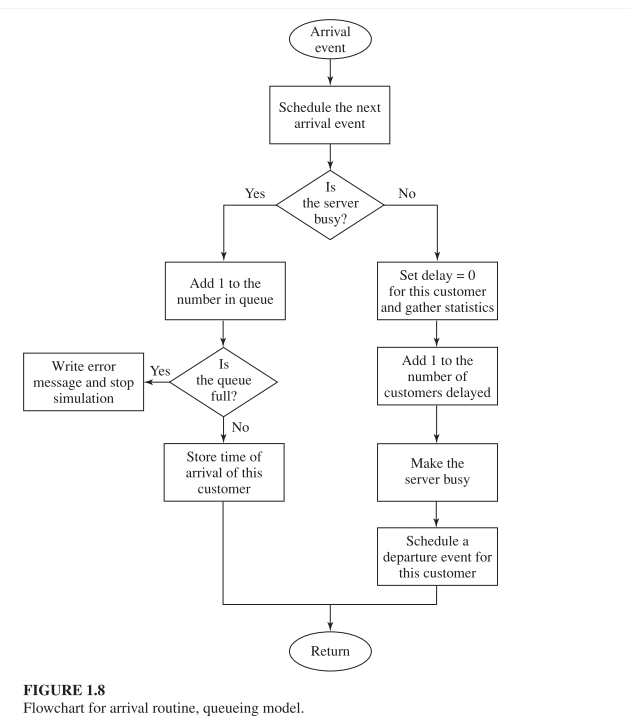 Arrival
event
Schedule the next
arrival event
Is
the server
busy?
Yes
No
Add 1 to the
number in queue
Is
the queue
full?
Yes
Write error
message and stop
simulation
No
Store time of
arrival of this
customer
Set delay = 0
for this customer
and gather statistics
Add 1 to the
number of
customers delayed
Make the
server busy
Schedule a
departure event for
this customer
Return
FIGURE 1.8
Flowchart for arrival routine, queueing model.